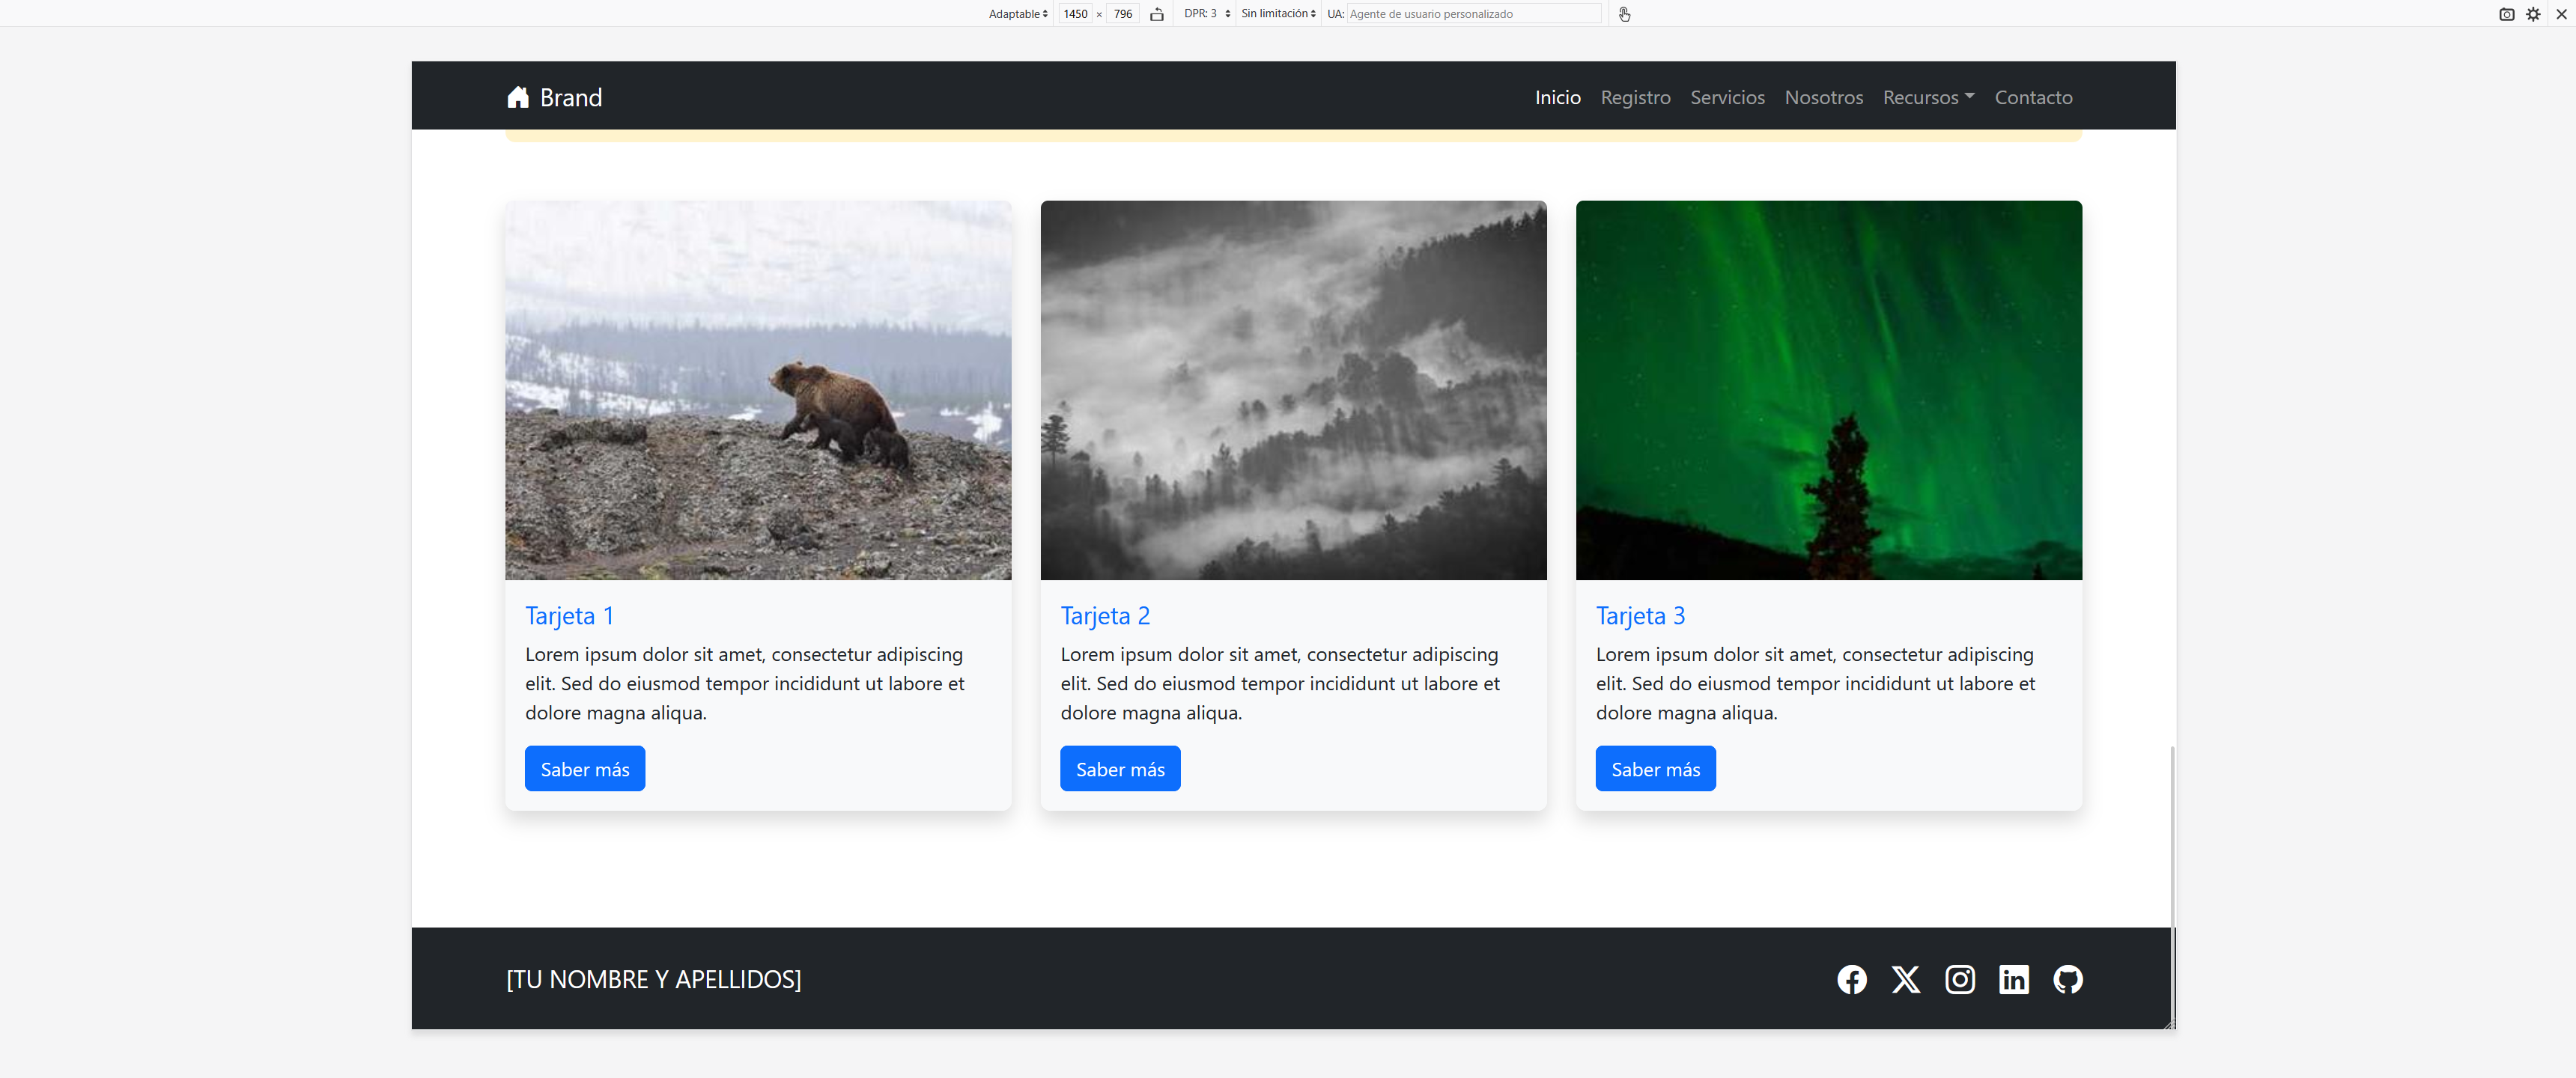 Adaptable 1450 × 796 DPR: 3 Sin limitación UA: Agente de usuario personalizado
Brand Inicio Registro Servicios Nosotros Recursos Contacto
Tarjeta 1
Lorem ipsum dolor sit amet, consectetur adipiscing
elit. Sed do eiusmod tempor incididunt ut labore et
dolore magna aliqua.
Saber más
Tarjeta 2
Lorem ipsum dolor sit amet, consectetur adipiscing
elit. Sed do eiusmod tempor incididunt ut labore et
dolore magna aliqua.
Saber más
Tarjeta 3
Lorem ipsum dolor sit amet, consectetur adipiscing
elit. Sed do eiusmod tempor incididunt ut labore et
dolore magna aliqua.
Saber más
[TU NOMBRE Y APELLIDOS]